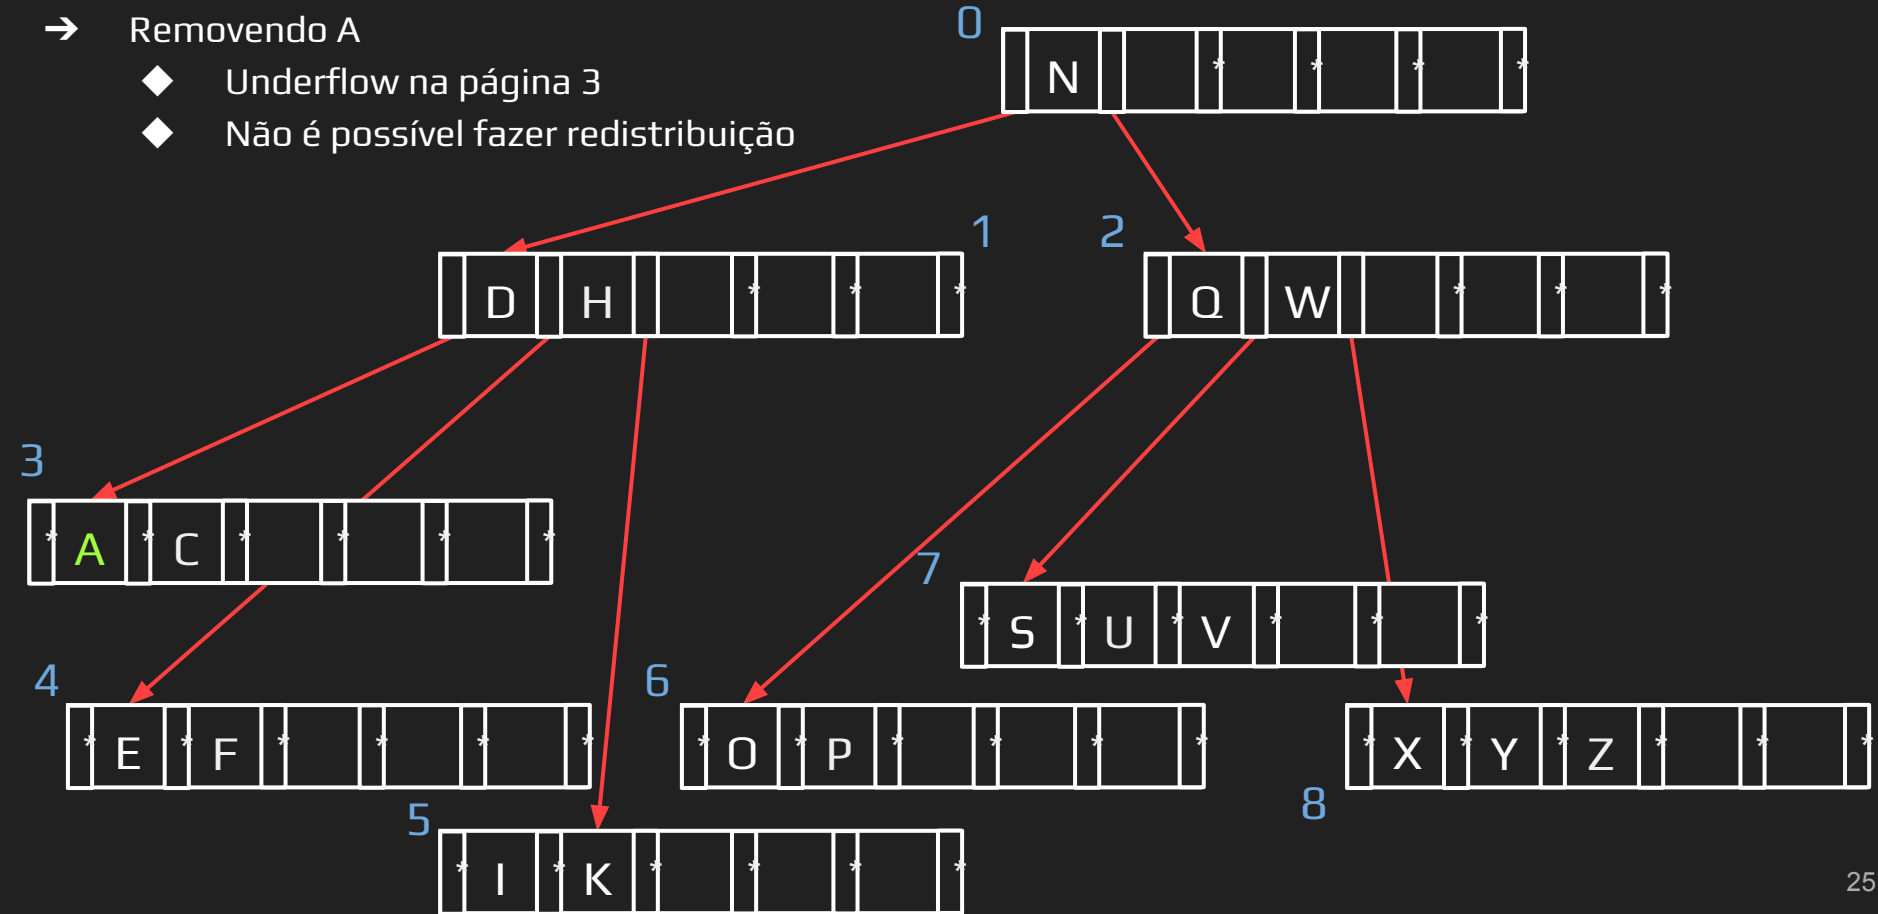 ➔ Removendo A
◆ Underflow na página 3
◆ Não é possível fazer redistribuição
0
N * * * *
1
D H * * *
2
Q W * * *
3
* A * C * * * *
7
* S * U * V * * *
4
* E * F * * * *
6
* O * P * * * *
* X * Y * Z * * *
8
5
* I * K * * * *
25